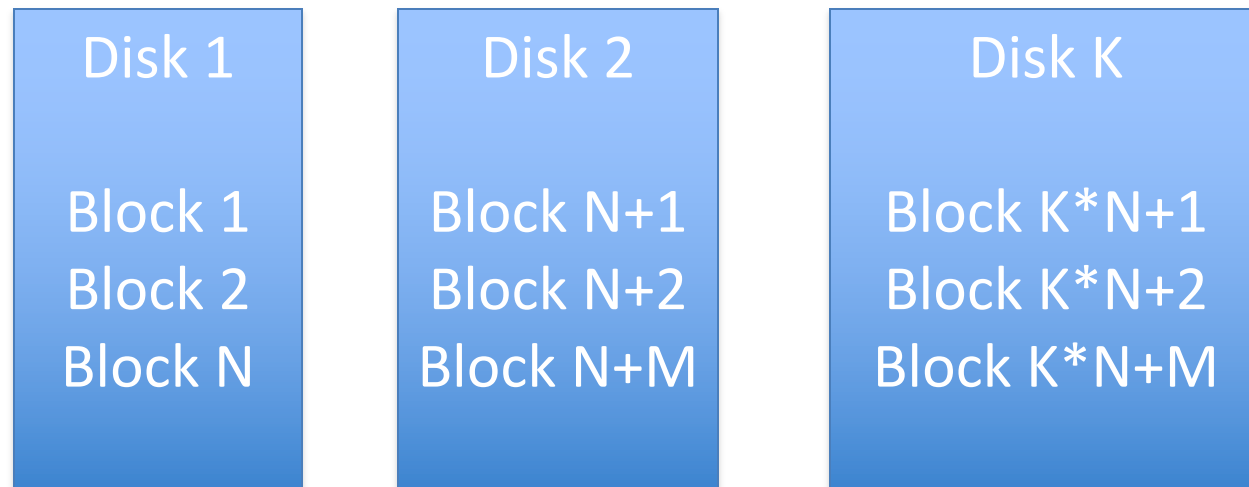 Disk 1
Block 1
Block 2
Block N
Disk 2
Block N+1
Block N+2
Block N+M
Disk K
Block K*N+1
Block K*N+2
Block K*N+M